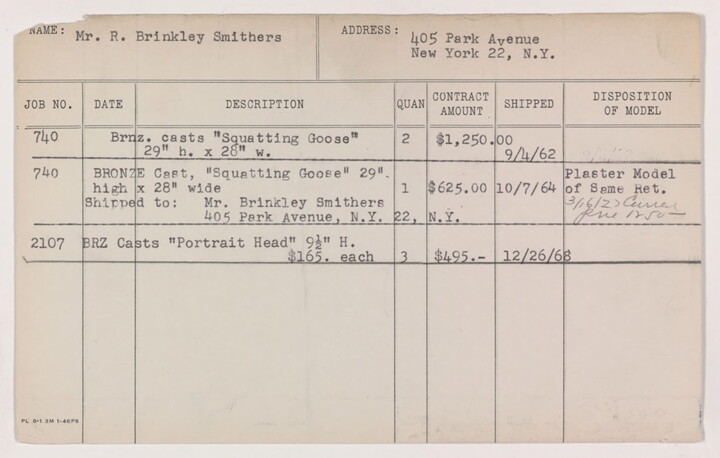 NAME: Mr. R. Brinkley Smithers ADDRESS: 405 Park Avenue
New York 22, N.Y.
JOB NO. DATE DESCRIPTION QUAN CONTRACT AMOUNT SHIPPED DISPOSITION OF MODEL
740 Brnz. casts "Squatting Goose" 2 $1,250.00
29" h. x 28" w. 9/4/62
740 BRONZE Cast, "Squatting Goose" 29" Plaster Model
high x 28" wide 1 $625.00 10/7/64 of Same Ret.
Shipped to: Mr. Brinkley Smithers
405 Park Avenue, N.Y. 22, N.Y.
2107 BRZ Casts "Portrait Head" 9½" H.
$165. each 3 $495.- 12/26/68
PL 8-1 3M 1-46PS